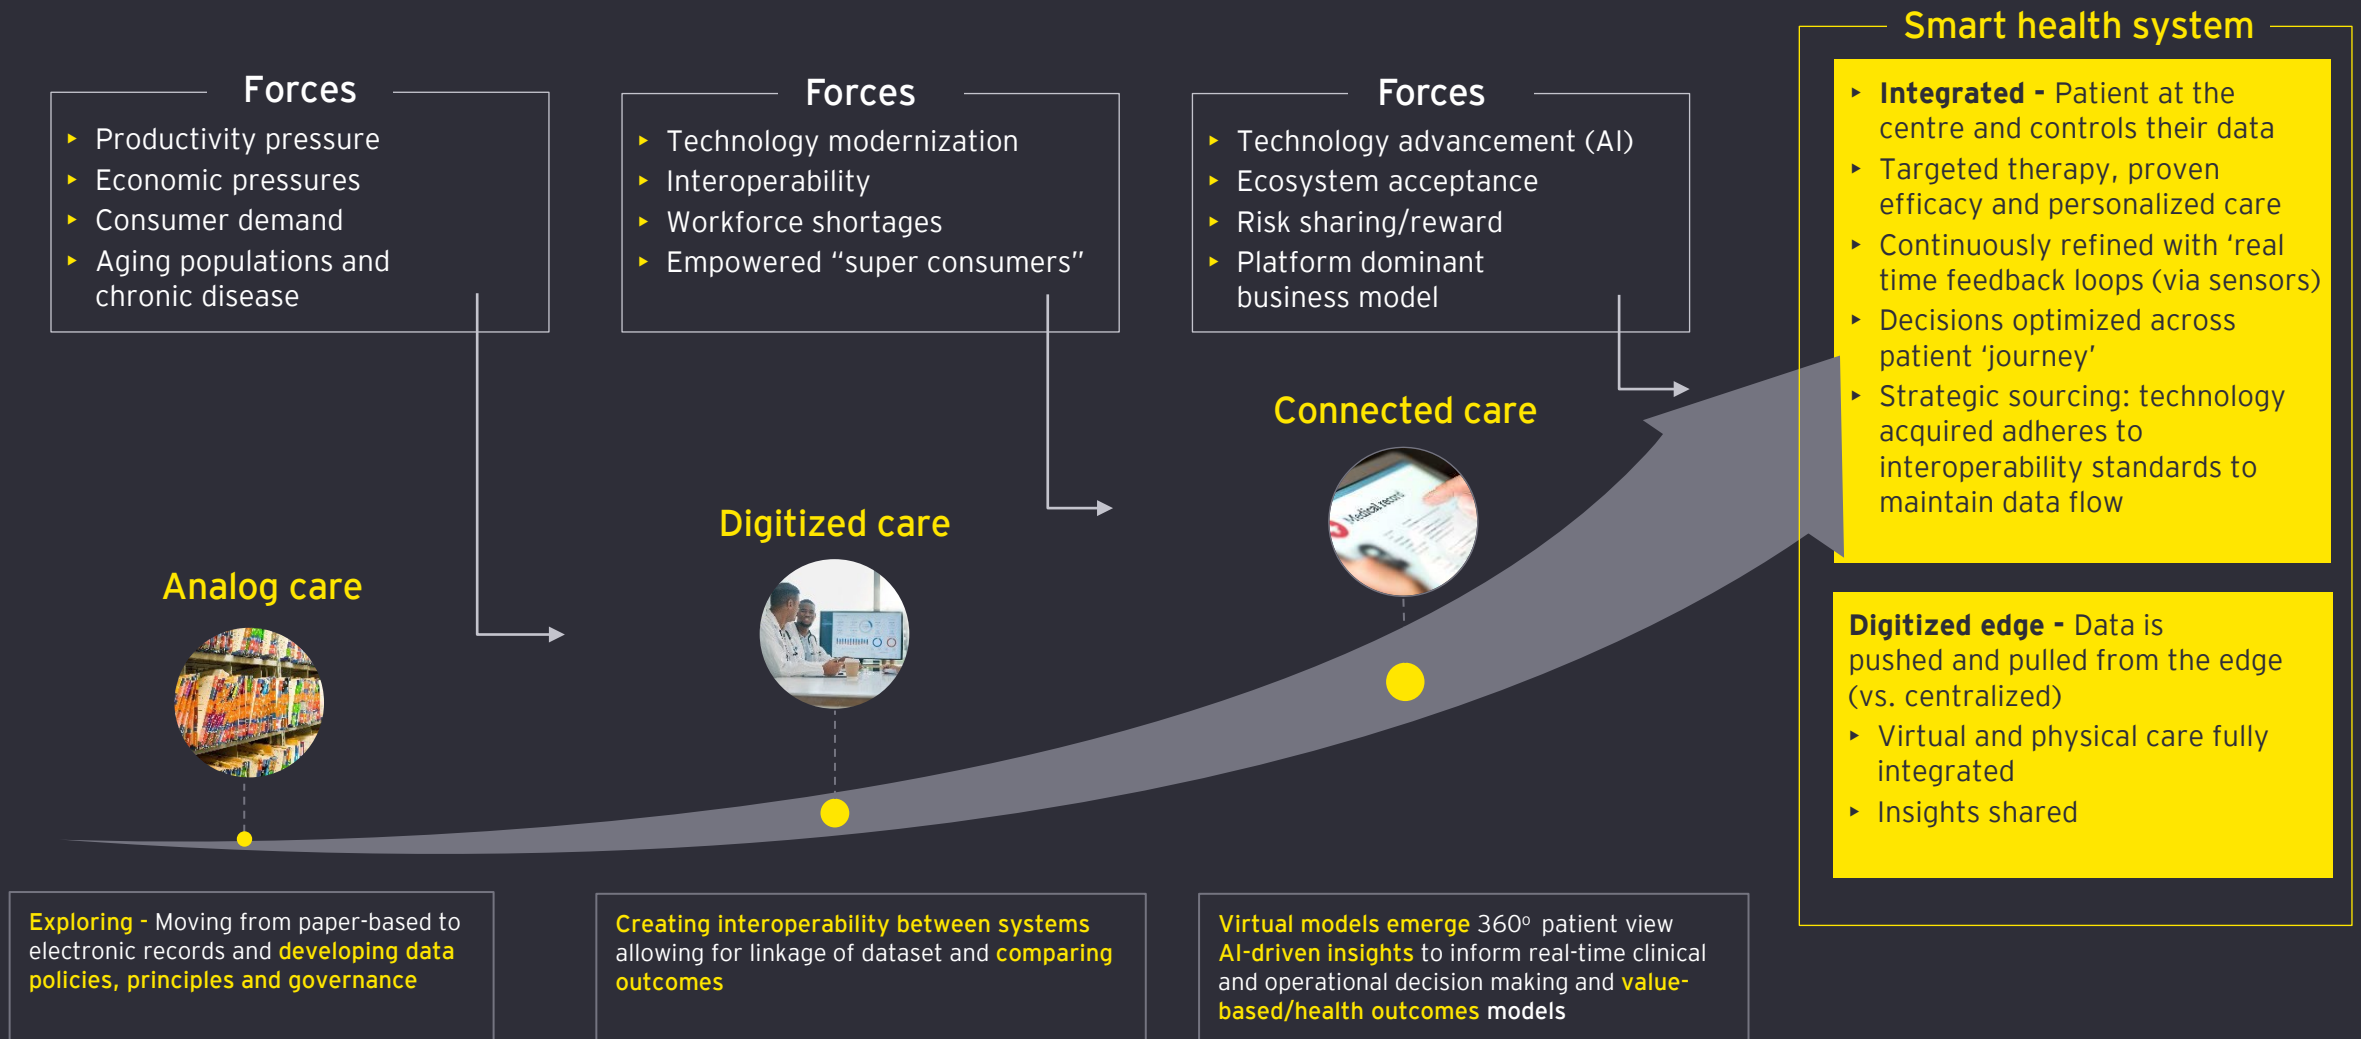 Forces
▸ Productivity pressure
▸ Economic pressures
▸ Consumer demand
▸ Aging populations and
chronic disease
Forces
▸ Technology modernization
▸ Interoperability
▸ Workforce shortages
▸ Empowered “super consumers”
Forces
▸ Technology advancement (AI)
▸ Ecosystem acceptance
▸ Risk sharing/reward
▸ Platform dominant
business model
Smart health system
▸ Integrated - Patient at the
centre and controls their data
▸ Targeted therapy, proven
efficacy and personalized care
▸ Continuously refined with ‘real
time feedback loops (via sensors)
▸ Decisions optimized across
patient ‘journey’
▸ Strategic sourcing: technology
acquired adheres to
interoperability standards to
maintain data flow
Digitized edge - Data is
pushed and pulled from the edge
(vs. centralized)
▸ Virtual and physical care fully
integrated
▸ Insights shared
Analog care
Digitized care
Connected care
Medical record
Exploring - Moving from paper-based to
electronic records and developing data
policies, principles and governance
Creating interoperability between systems
allowing for linkage of dataset and comparing
outcomes
Virtual models emerge 360º patient view
AI-driven insights to inform real-time clinical
and operational decision making and value-
based/health outcomes models